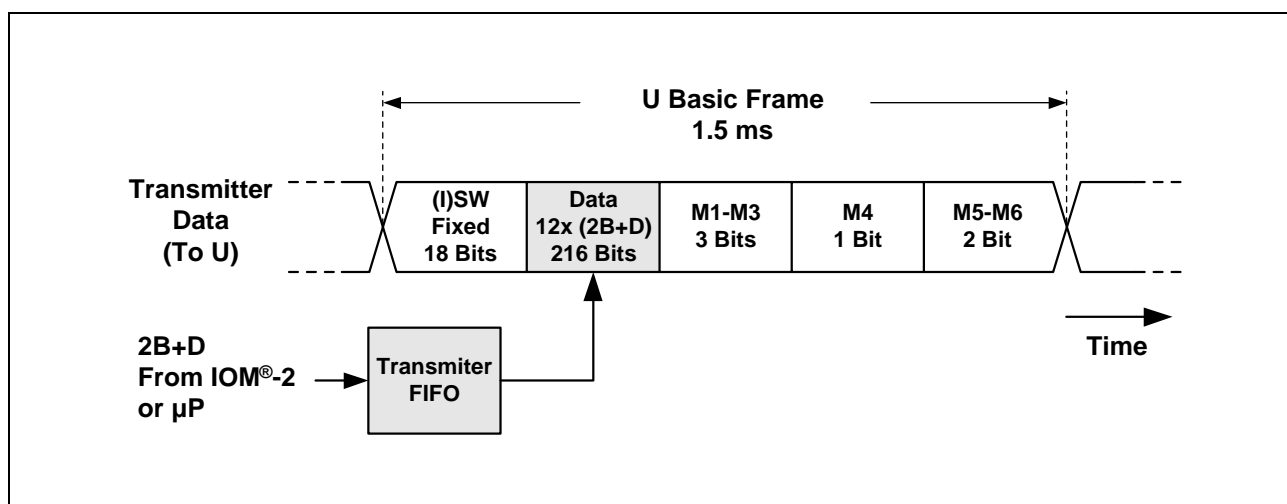 U Basic Frame
1.5 ms
Transmitter
Data
(To U)
(I)SW
Fixed
18 Bits
Data
12x (2B+D)
216 Bits
M1-M3
3 Bits
M4
1 Bit
M5-M6
2 Bit
Time
2B+D
From IOM®-2
or µP
Transmiter
FIFO